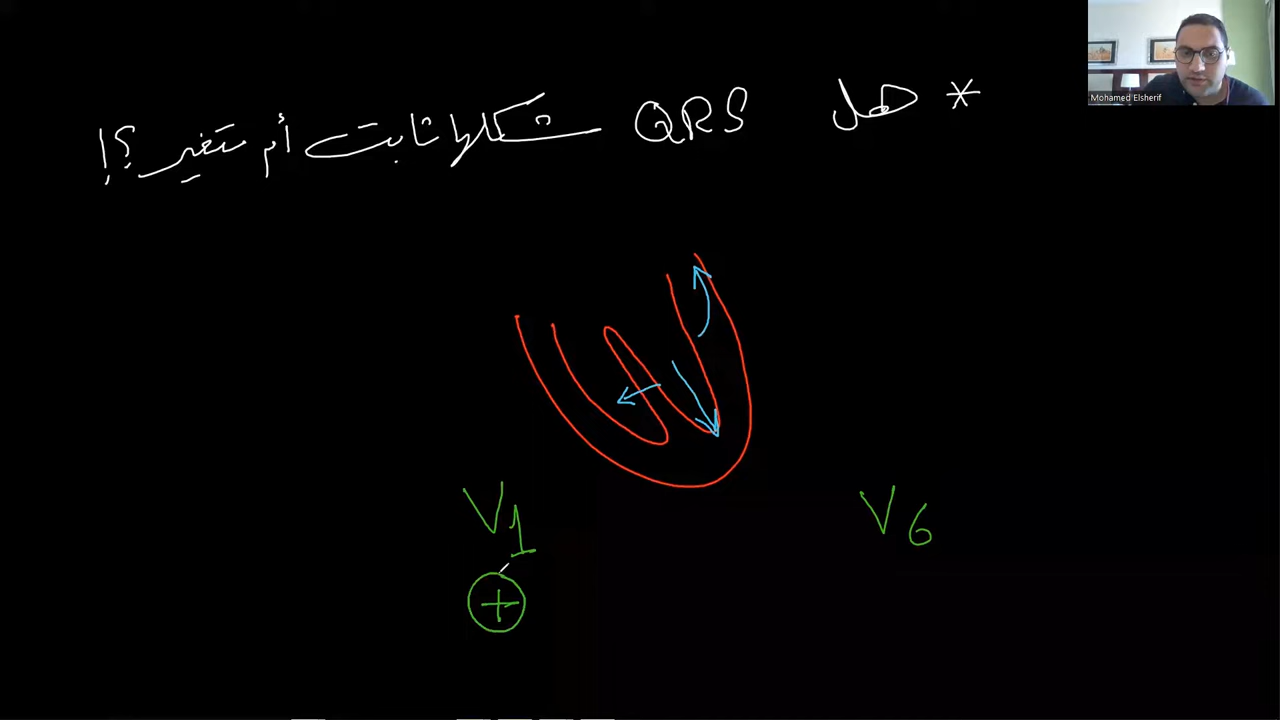 * هل QRS شكلها ثابت أم متغير ؟!
Mohamed Elsherif
V1
V6
+